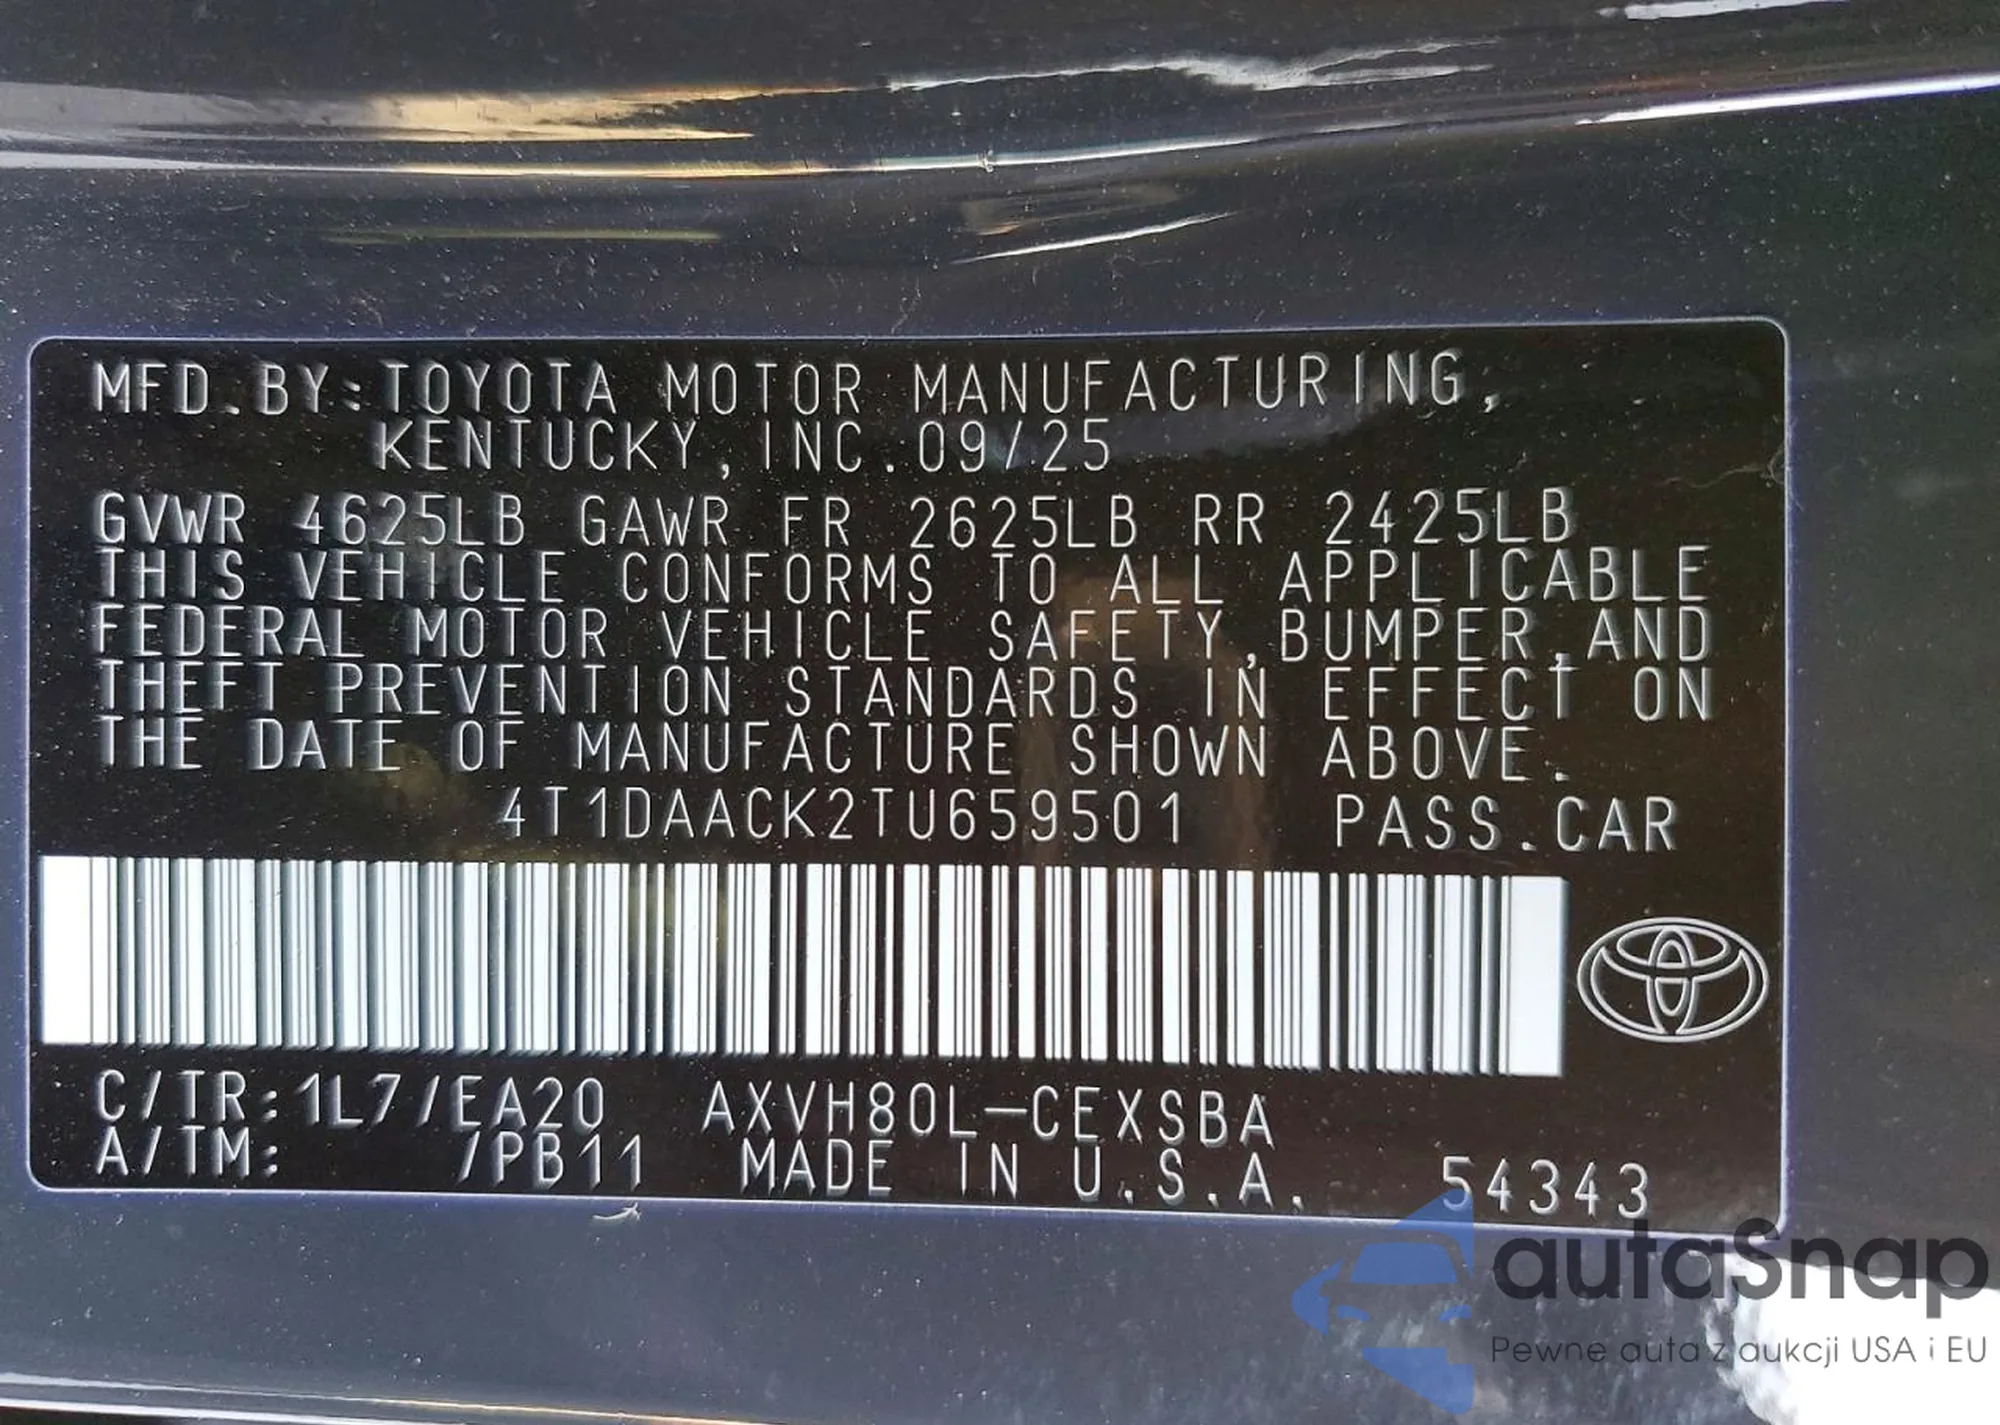 MFD.BY:TOYOTA MOTOR MANUFACTURING,
KENTUCKY, INC.09/25
GVWR 4625LB GAWR FR 2625LB RR 2425LB
THIS VEHICLE CONFORMS TO ALL APPLICABLE
FEDERAL MOTOR VEHICLE SAFETY,BUMPER,AND
THEFT PREVENTION STANDARDS IN EFFECT ON
THE DATE OF MANUFACTURE SHOWN ABOVE.
4T1DAACK2TU659501 PASS.CAR
C/TR:1L7/EA20 AXVH80L-CEXSBA
A/TM: /PB11 MADE IN U.S.A. 54343
autaSnap
Pewne auta z aukcji USA i EU